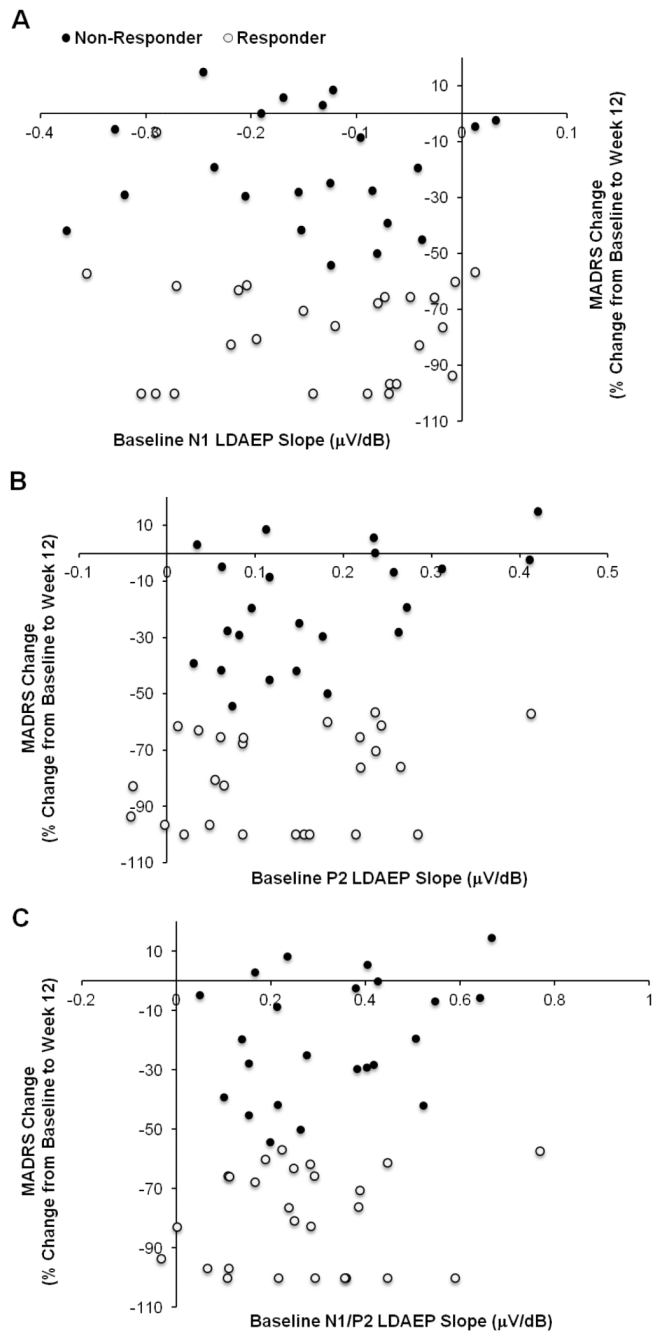 A
Non-Responder Responder
10
-0.4 -0.3 -0.2 -0.1 0 0.1
-10
-30
-50
-70
-90
-110
MADRS Change
(% Change from Baseline to Week 12)
Baseline N1 LDAEP Slope (μV/dB)
B
10
-0.1 0 0.1 0.2 0.3 0.4 0.5
-10
-30
-50
-70
-90
-110
MADRS Change
(% Change from Baseline to Week 12)
Baseline P2 LDAEP Slope (μV/dB)
C
10
-0.2 0 0.2 0.4 0.6 0.8 1
-10
-30
-50
-70
-90
-110
MADRS Change
(% Change from Baseline to Week 12)
Baseline N1/P2 LDAEP Slope (μV/dB)